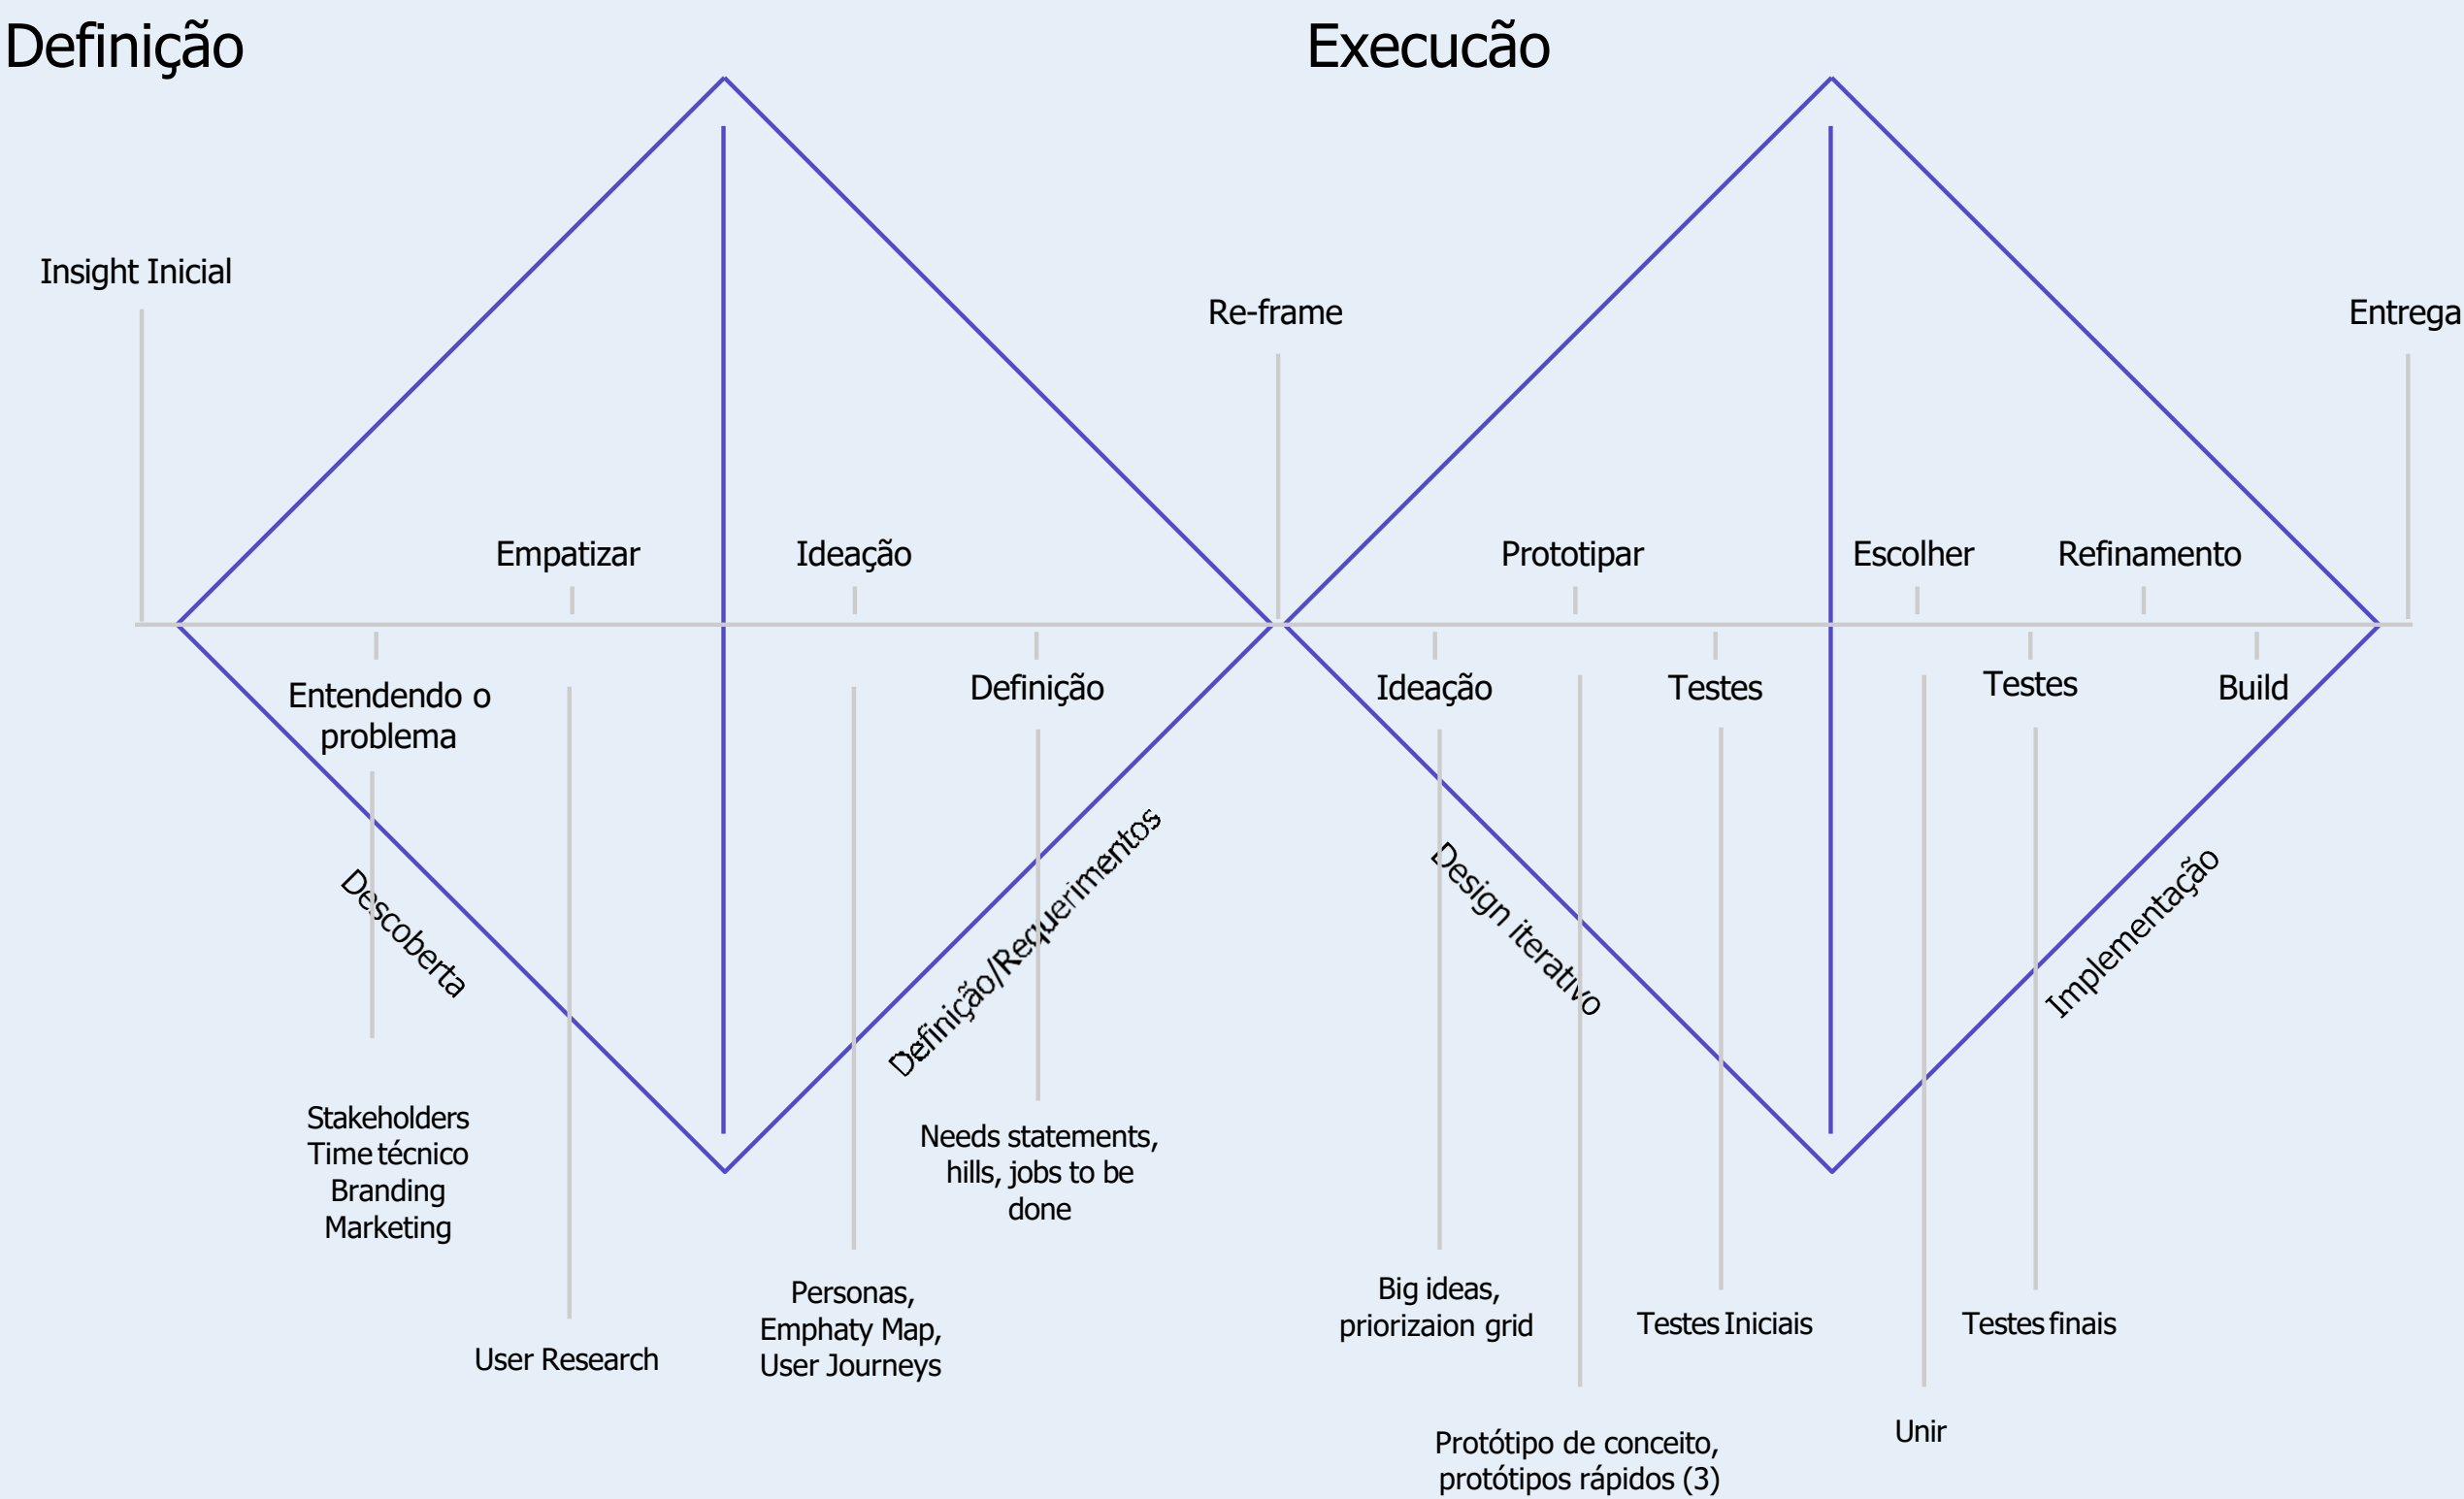 Definição
Execucão
Insight Inicial
Re-frame
Entrega
Empatizar
Ideação
Prototipar
Escolher
Refinamento
Entendendo o
problema
Definição
Ideação
Testes
Testes
Build
Descoberta
Definição/Requerimentos
Design iterativo
Implementação
Stakeholders
Time técnico
Branding
Marketing
User Research
Personas,
Emphaty Map,
User Journeys
Needs statements,
hills, jobs to be
done
Big ideas,
priorizaion grid
Protótipo de conceito,
protótipos rápidos (3)
Testes Iniciais
Unir
Testes finais